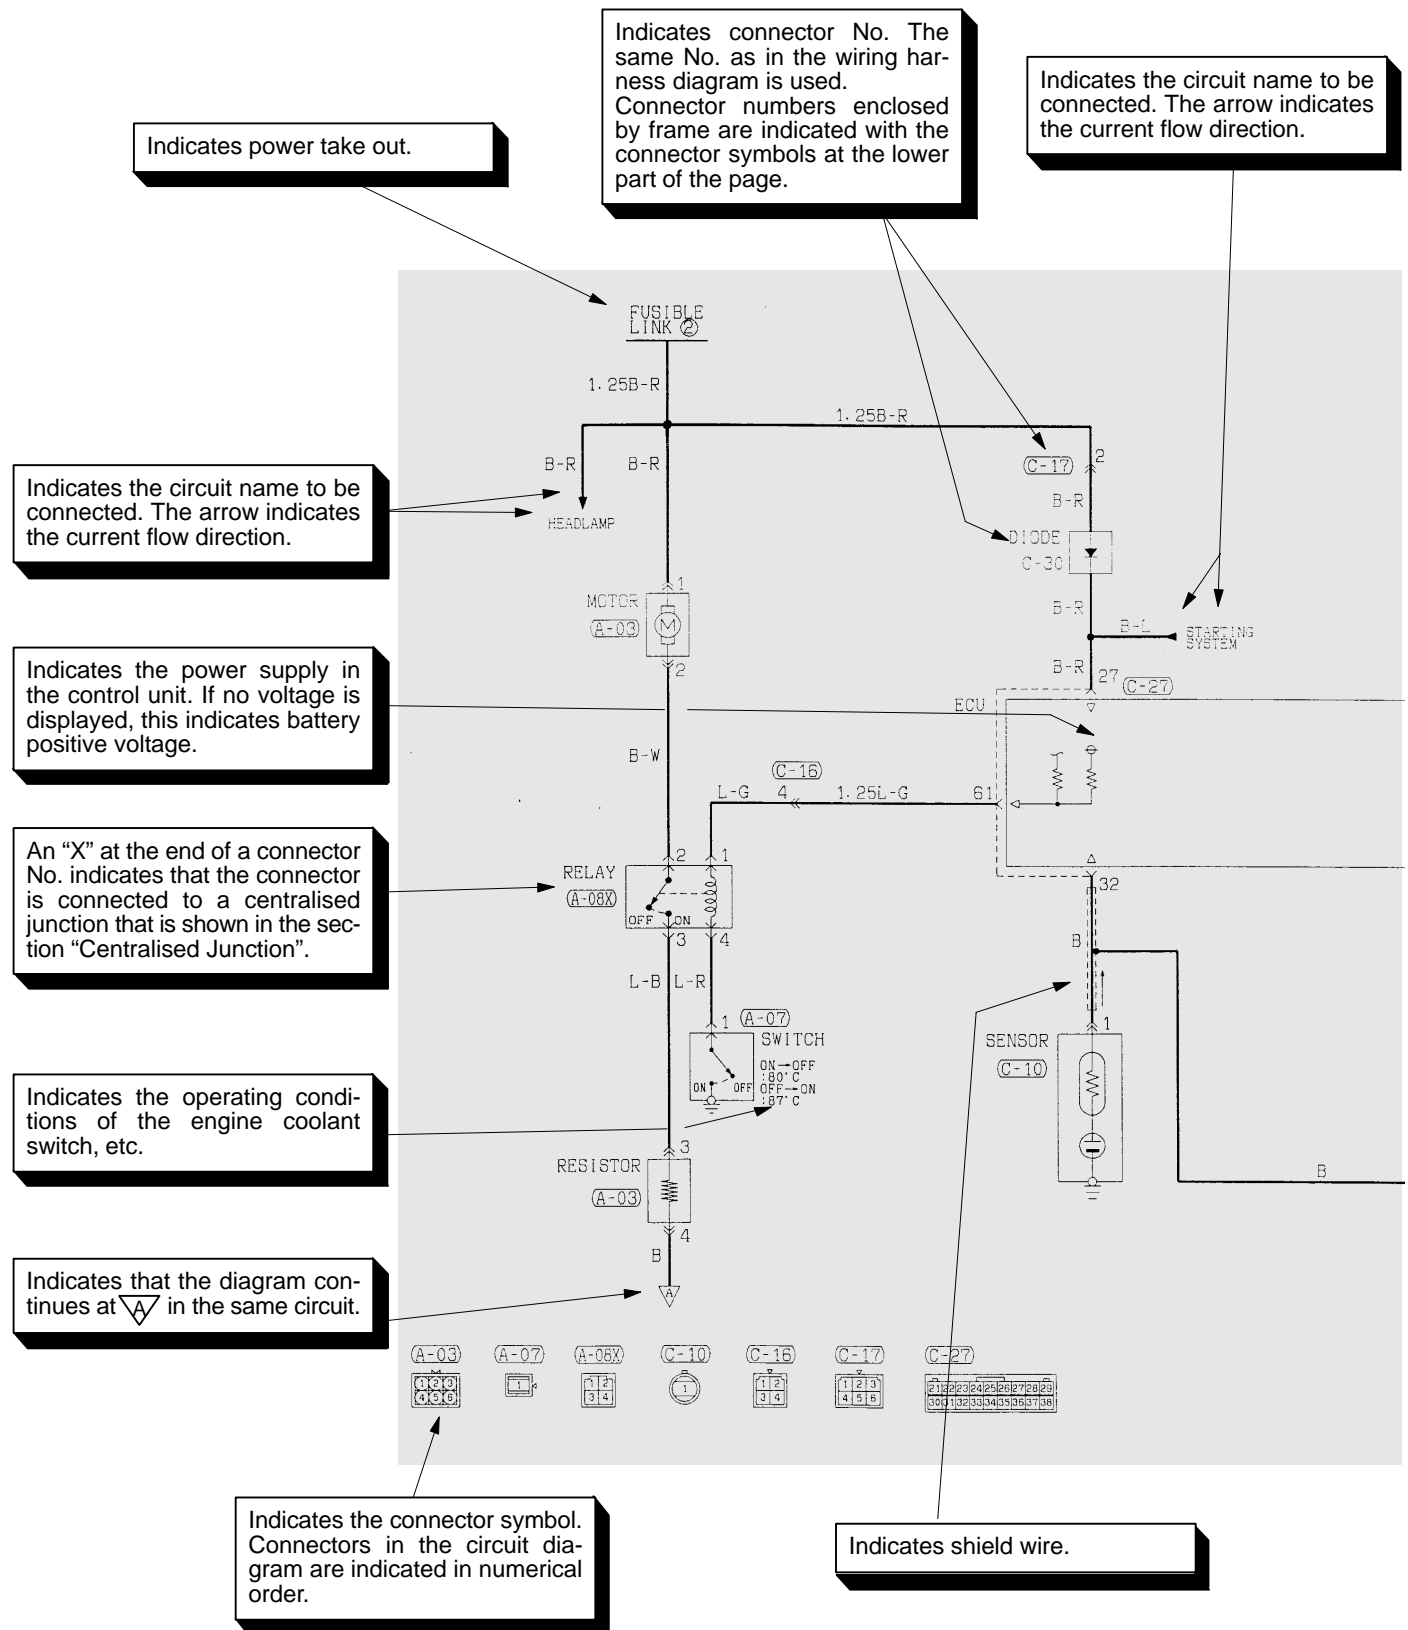 Indicates connector No. The
same No. as in the wiring har-
ness diagram is used.
Connector numbers enclosed
by frame are indicated with the
connector symbols at the lower
part of the page.
Indicates the circuit name to be
connected. The arrow indicates
the current flow direction.
Indicates power take out.
FUSIBLE
LINK ②
1.25B-R
1.25B-R
B-R
B-R
HEADLAMP
C-17
2
B-R
DIODE
C-30
B-R
B-L
STARTING
SYSTEM
B-R
27
C-27
Indicates the circuit name to be
connected. The arrow indicates
the current flow direction.
1
MOTOR
M
A-03
2
Indicates the power supply in
the control unit. If no voltage is
displayed, this indicates battery
positive voltage.
ECU
B-W
C-16
L-G
4
1.25L-G
61
An “X” at the end of a connector
No. indicates that the connector
is connected to a centralised
junction that is shown in the sec-
tion “Centralised Junction”.
2
1
RELAY
A-08X
OFF
ON
3
4
32
B
L-B
L-R
1
A-07
SWITCH
ON→OFF
:80°C
OFF→ON
:87°C
ON
OFF
1
SENSOR
C-10
Indicates the operating condi-
tions of the engine coolant
switch, etc.
3
RESISTOR
A-03
4
B
B
Indicates that the diagram con-
tinues at A in the same circuit.
A
A-03
A-07
A-08X
C-10
C-16
C-17
C-27
1 2 3
4 5 6
1
1 2
3 4
1
1 2
3 4
1 2 3
4 5 6
21 22 23 24 25 26 27 28 29
30 31 32 33 34 35 36 37 38
Indicates the connector symbol.
Connectors in the circuit dia-
gram are indicated in numerical
order.
Indicates shield wire.